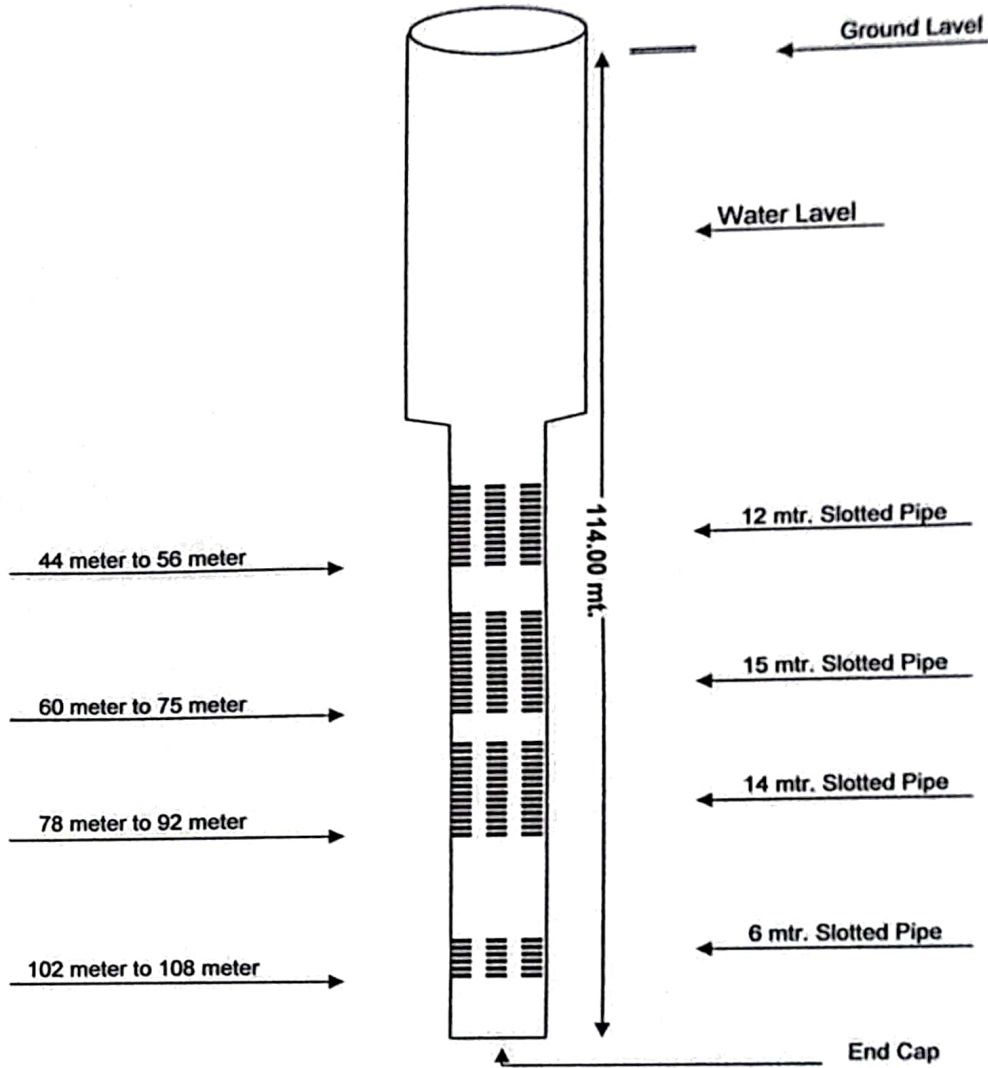 Ground Lavel
Water Lavel
114.00 mt.
12 mtr. Slotted Pipe
44 meter to 56 meter
15 mtr. Slotted Pipe
60 meter to 75 meter
14 mtr. Slotted Pipe
78 meter to 92 meter
6 mtr. Slotted Pipe
102 meter to 108 meter
End Cap